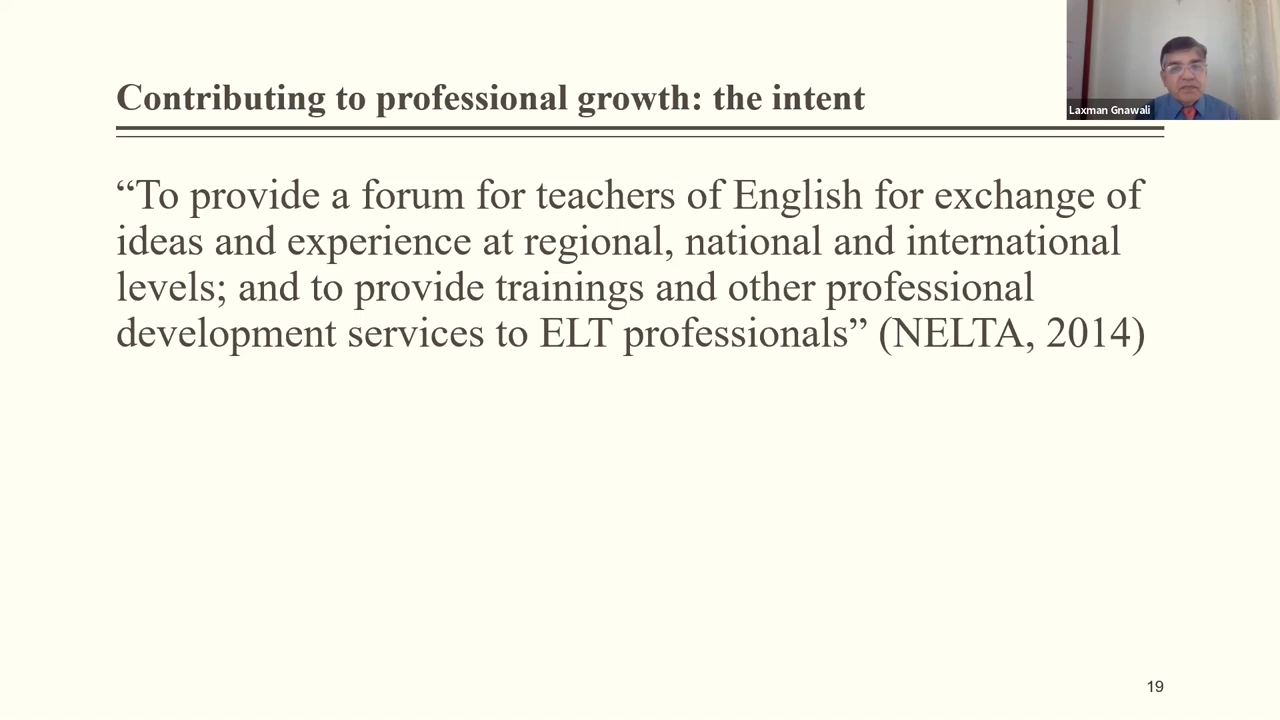 Contributing to professional growth: the intent
Laxman Gnawali
“To provide a forum for teachers of English for exchange of
ideas and experience at regional, national and international
levels; and to provide trainings and other professional
development services to ELT professionals” (NELTA, 2014)
19